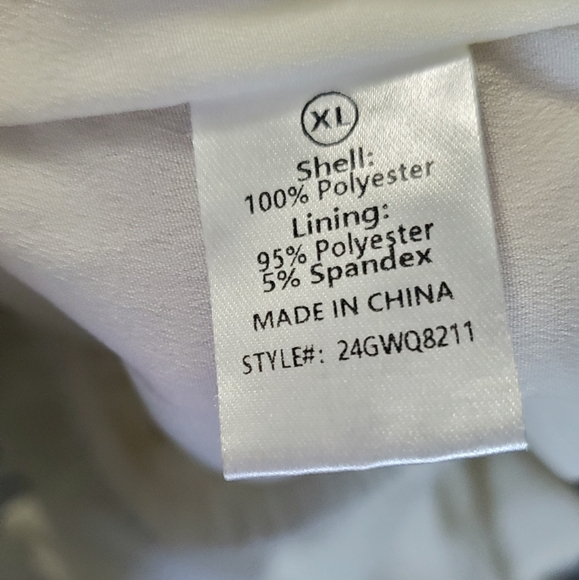 XL
Shell:
100% Polyester
Lining:
95% Polyester
5% Spandex
MADE IN CHINA
STYLE#: 24GWQ8211